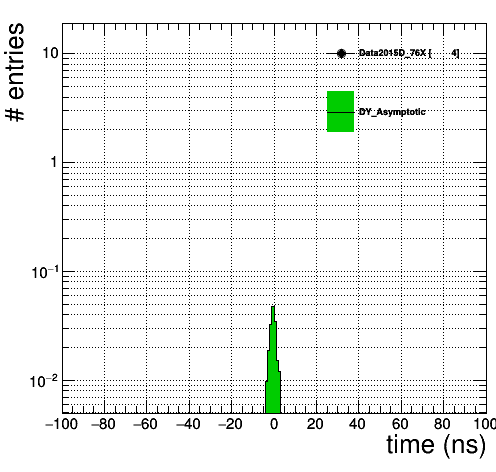 # entries
10
Data2015D_76X [ 4]
DY_Asymptotic
1
10⁻¹
10⁻²
−100 −80 −60 −40 −20 0 20 40 60 80 100
time (ns)